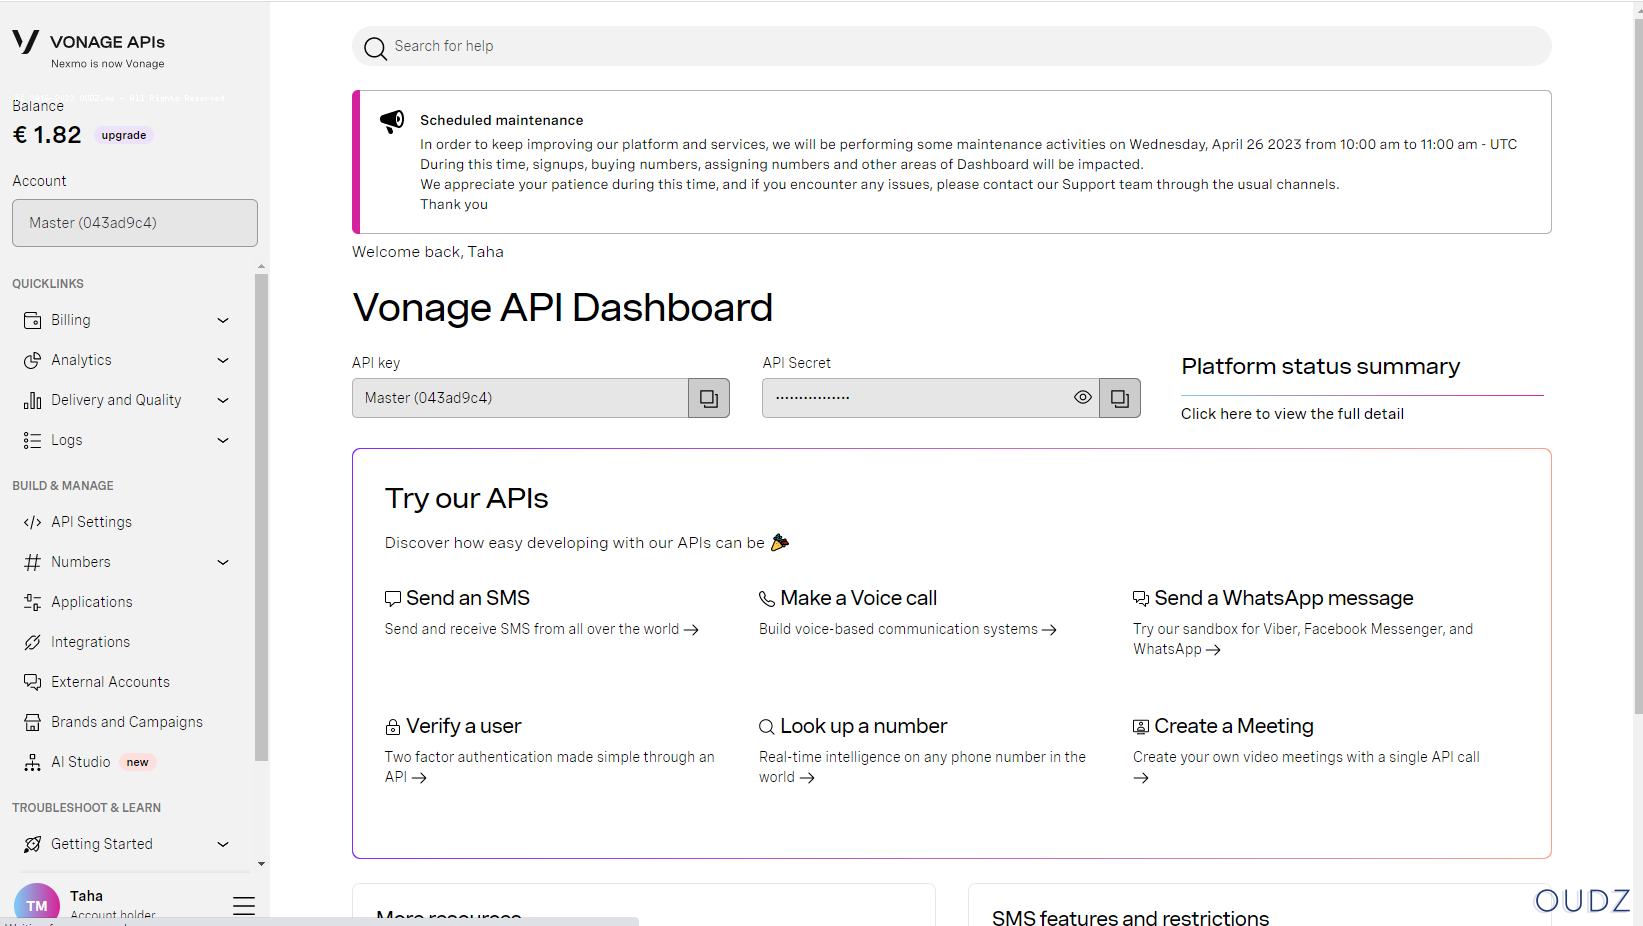 VONAGE APIs
Nexmo is now Vonage
OUDZ.ma - All Rights Reserved
Balance
€ 1.82 upgrade
Account
Master (043ad9c4)
QUICKLINKS
Billing
Analytics
Delivery and Quality
Logs
BUILD & MANAGE
API Settings
Numbers
Applications
Integrations
External Accounts
Brands and Campaigns
AI Studio new
TROUBLESHOOT & LEARN
Getting Started
TM
Taha
Account holder
Search for help
Scheduled maintenance
In order to keep improving our platform and services, we will be performing some maintenance activities on Wednesday, April 26 2023 from 10:00 am to 11:00 am - UTC
During this time, signups, buying numbers, assigning numbers and other areas of Dashboard will be impacted.
We appreciate your patience during this time, and if you encounter any issues, please contact our Support team through the usual channels.
Thank you
Welcome back, Taha
Vonage API Dashboard
API key
Master (043ad9c4)
API Secret
Platform status summary
Click here to view the full detail
Try our APIs
Discover how easy developing with our APIs can be
Send an SMS
Send and receive SMS from all over the world →
Make a Voice call
Build voice-based communication systems →
Send a WhatsApp message
Try our sandbox for Viber, Facebook Messenger, and
WhatsApp →
Verify a user
Two factor authentication made simple through an
API →
Look up a number
Real-time intelligence on any phone number in the
world →
Create a Meeting
Create your own video meetings with a single API call
→
More resources
SMS features and restrictions
OUDZ